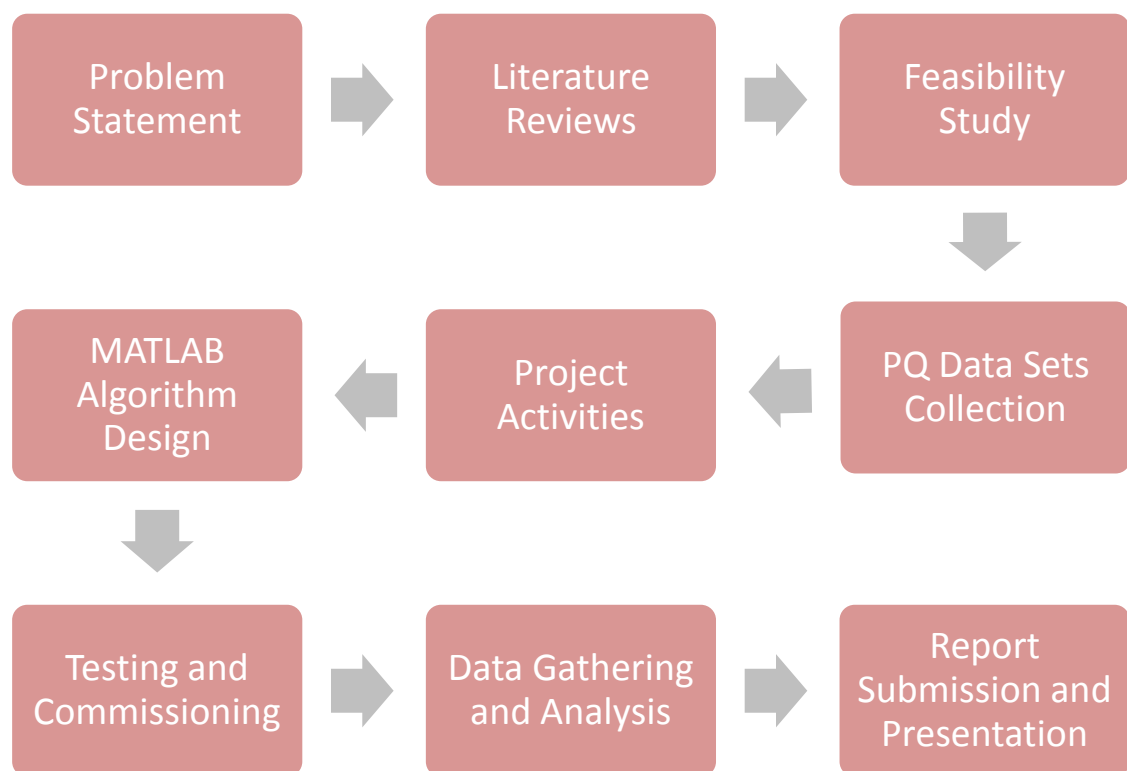 Problem
Statement
Literature
Reviews
Feasibility
Study
PQ Data Sets
Collection
Project
Activities
MATLAB
Algorithm
Design
Testing and
Commissioning
Data Gathering
and Analysis
Report
Submission and
Presentation